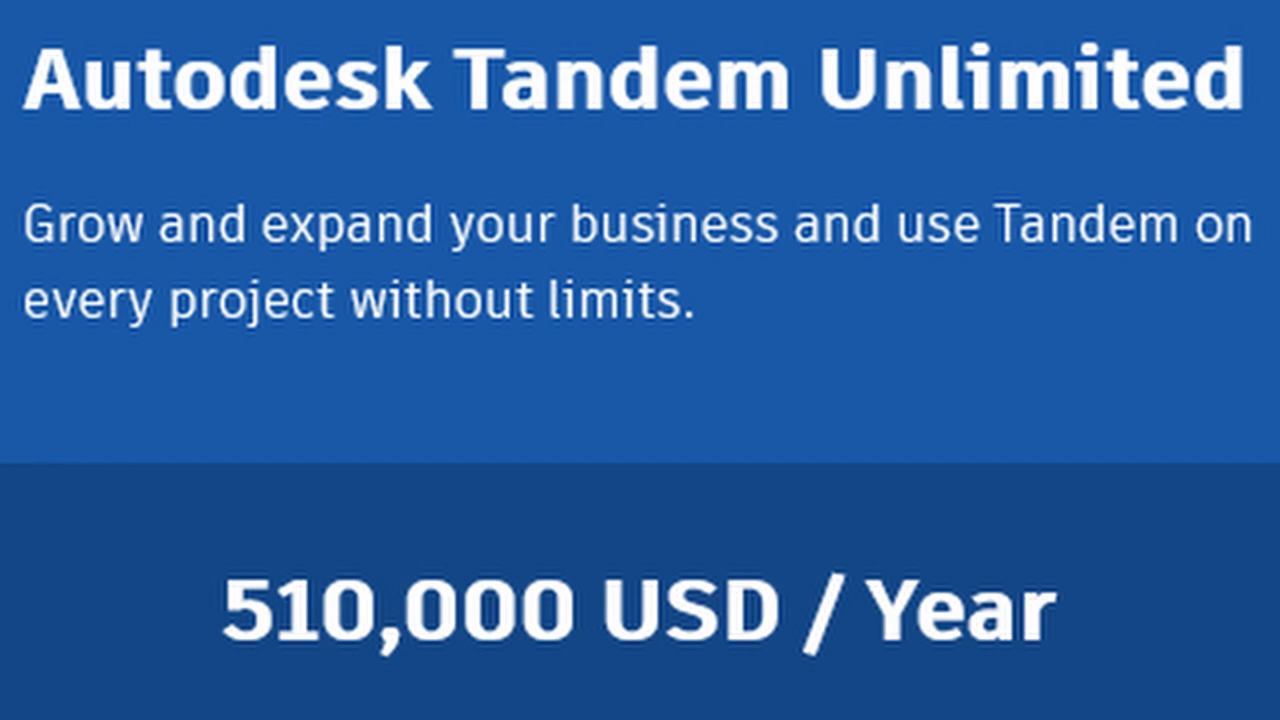 Autodesk Tandem Unlimited
Grow and expand your business and use Tandem on
every project without limits.
510,000 USD / Year